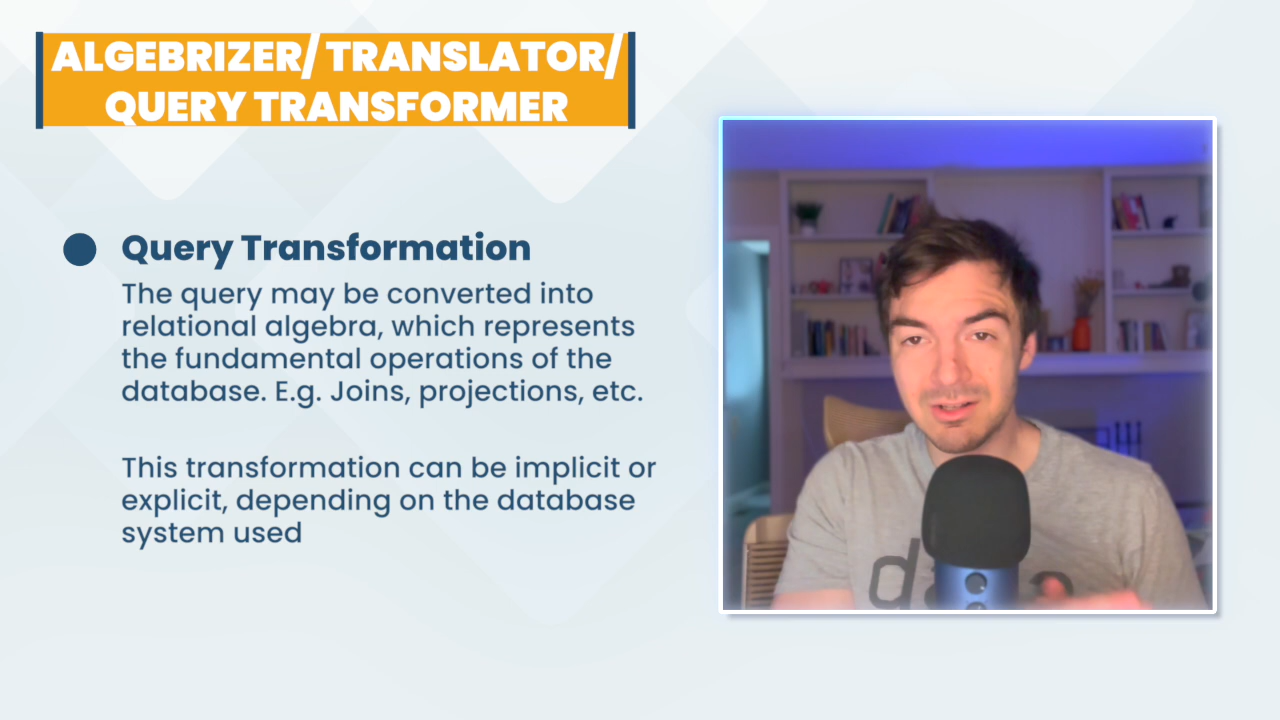 ALGEBRIZER/ TRANSLATOR/
QUERY TRANSFORMER
Query Transformation
The query may be converted into
relational algebra, which represents
the fundamental operations of the
database. E.g. Joins, projections, etc.
This transformation can be implicit or
explicit, depending on the database
system used